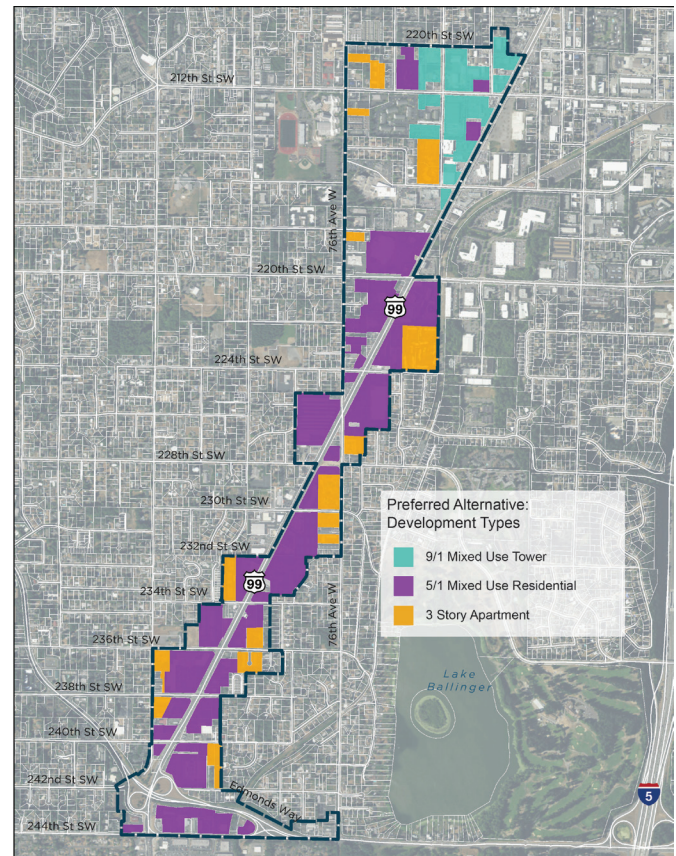 220th St SW
212th St SW
76th Ave W
220th St SW
99
224th St SW
228th St SW
230th St SW
Preferred Alternative:
Development Types
9/1 Mixed Use Tower
5/1 Mixed Use Residential
3 Story Apartment
232nd St SW
99
234th St SW
76th Ave W
236th St SW
Lake
Ballinger
238th St SW
240th St SW
242nd St SW
Edmonds Way
5
244th St SW